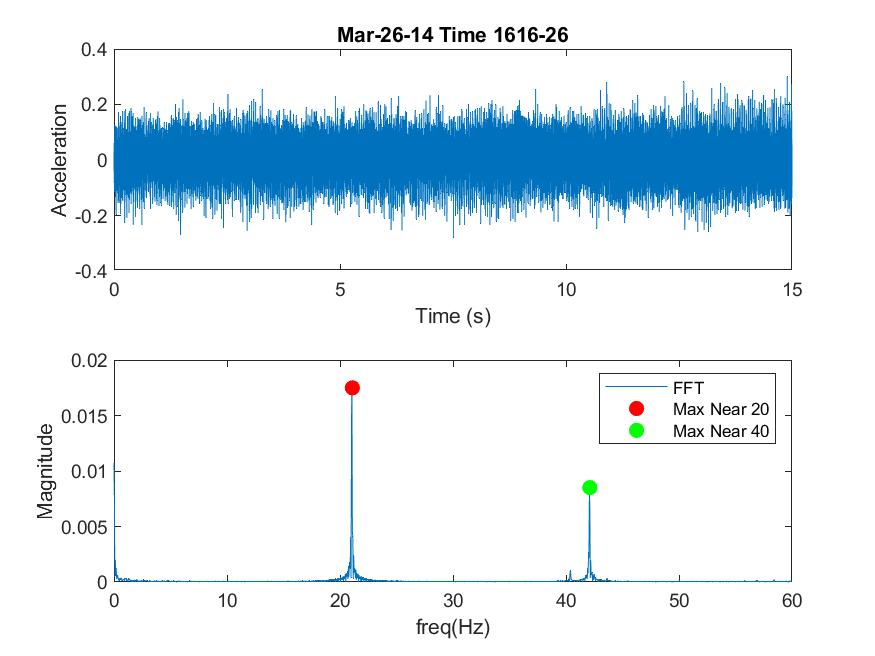 Mar-26-14 Time 1616-26
0.4
0.2
0
-0.2
-0.4
Acceleration
0 5 10 15
Time (s)
0.02
0.015
0.01
0.005
0
Magnitude
FFT
Max Near 20
Max Near 40
0 10 20 30 40 50 60
freq(Hz)